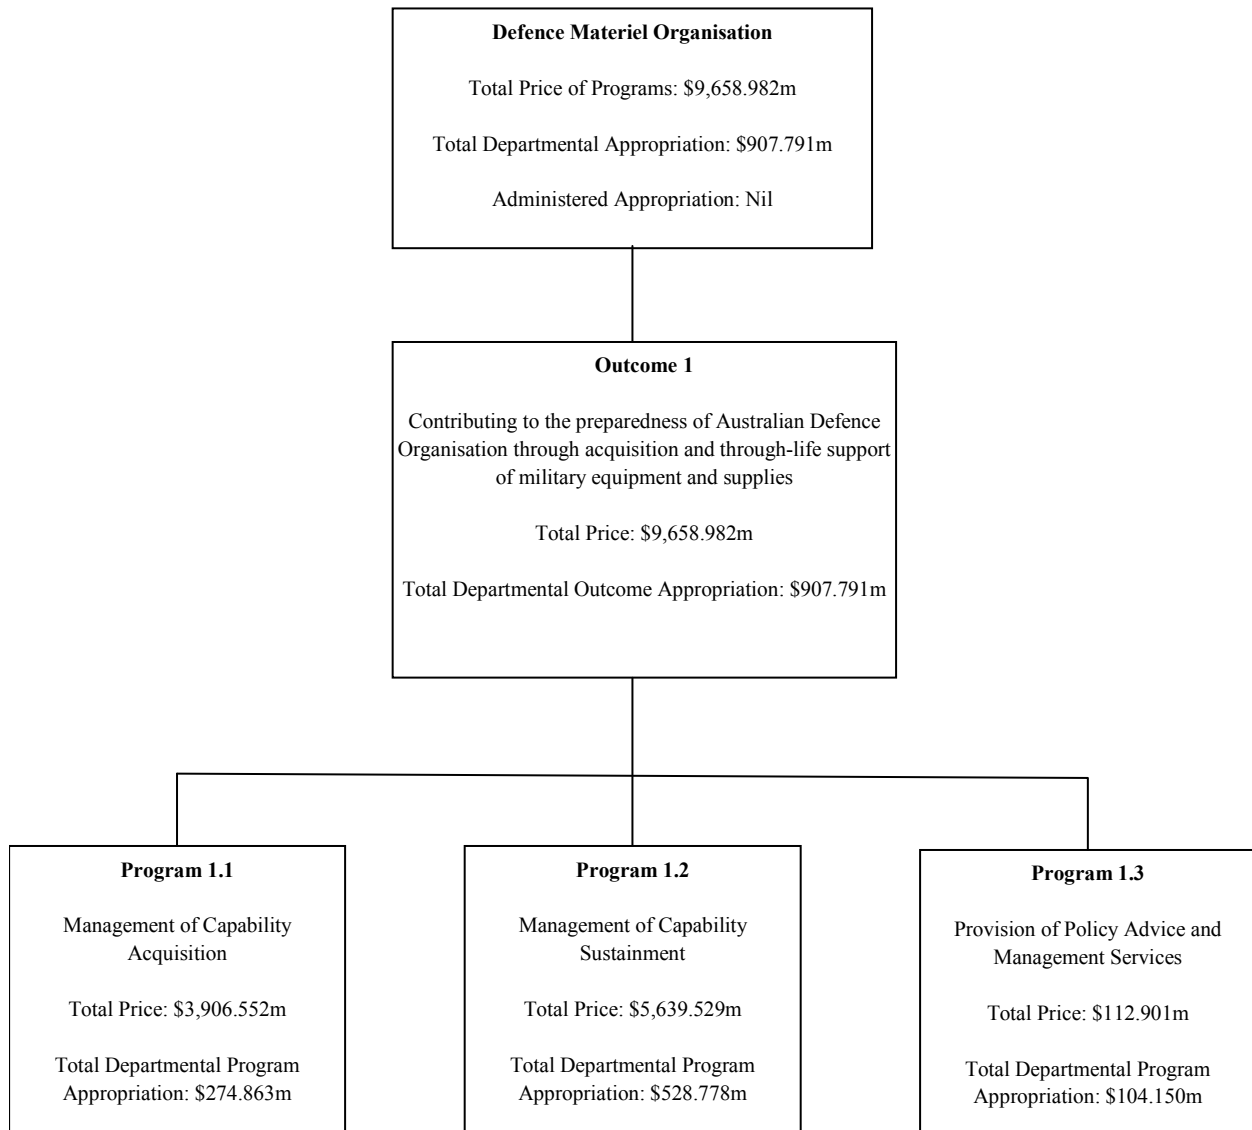 Defence Materiel Organisation
Total Price of Programs: $9,658.982m
Total Departmental Appropriation: $907.791m
Administered Appropriation: Nil
Outcome 1
Contributing to the preparedness of Australian Defence
Organisation through acquisition and through-life support
of military equipment and supplies
Total Price: $9,658.982m
Total Departmental Outcome Appropriation: $907.791m
Program 1.1
Management of Capability
Acquisition
Total Price: $3,906.552m
Total Departmental Program
Appropriation: $274.863m
Program 1.2
Management of Capability
Sustainment
Total Price: $5,639.529m
Total Departmental Program
Appropriation: $528.778m
Program 1.3
Provision of Policy Advice and
Management Services
Total Price: $112.901m
Total Departmental Program
Appropriation: $104.150m